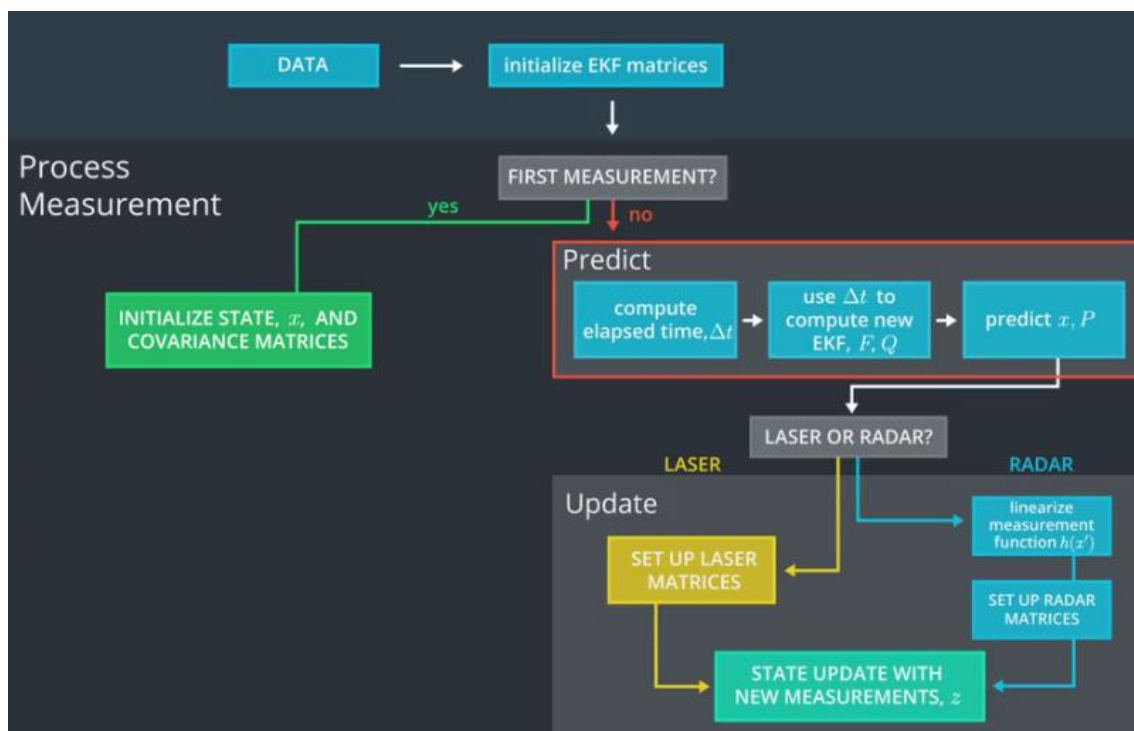 DATA
initialize EKF matrices
Process
Measurement
FIRST MEASUREMENT?
yes
no
INITIALIZE STATE, x, AND
COVARIANCE MATRICES
Predict
compute
elapsed time,Δt
use Δt to
compute new
EKF, F, Q
predict x, P
LASER OR RADAR?
LASER
RADAR
Update
SET UP LASER
MATRICES
linearize
measurement
function h(x′)
SET UP RADAR
MATRICES
STATE UPDATE WITH
NEW MEASUREMENTS, z